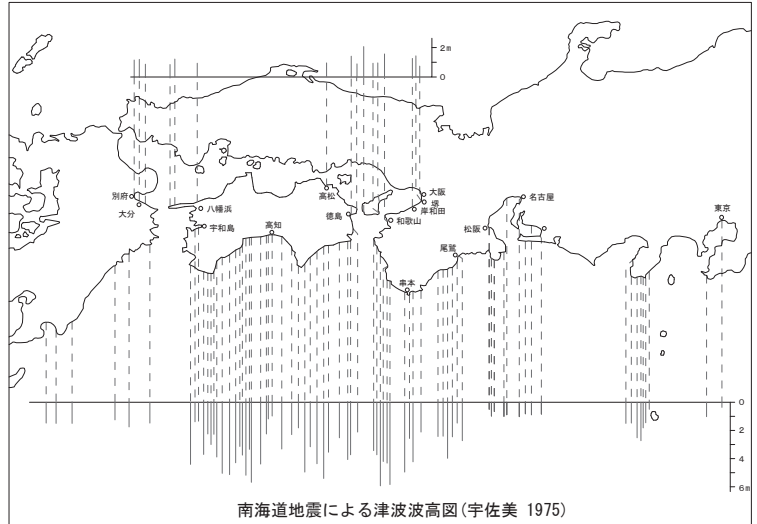 2m
0
別府
大分
八幡浜
宇和島
高知
高松
徳島
大阪
堺
岸和田
和歌山
串本
尾鷲
松阪
名古屋
東京
0
2
4
6m
南海道地震による津波波高図(宇佐美 1975)